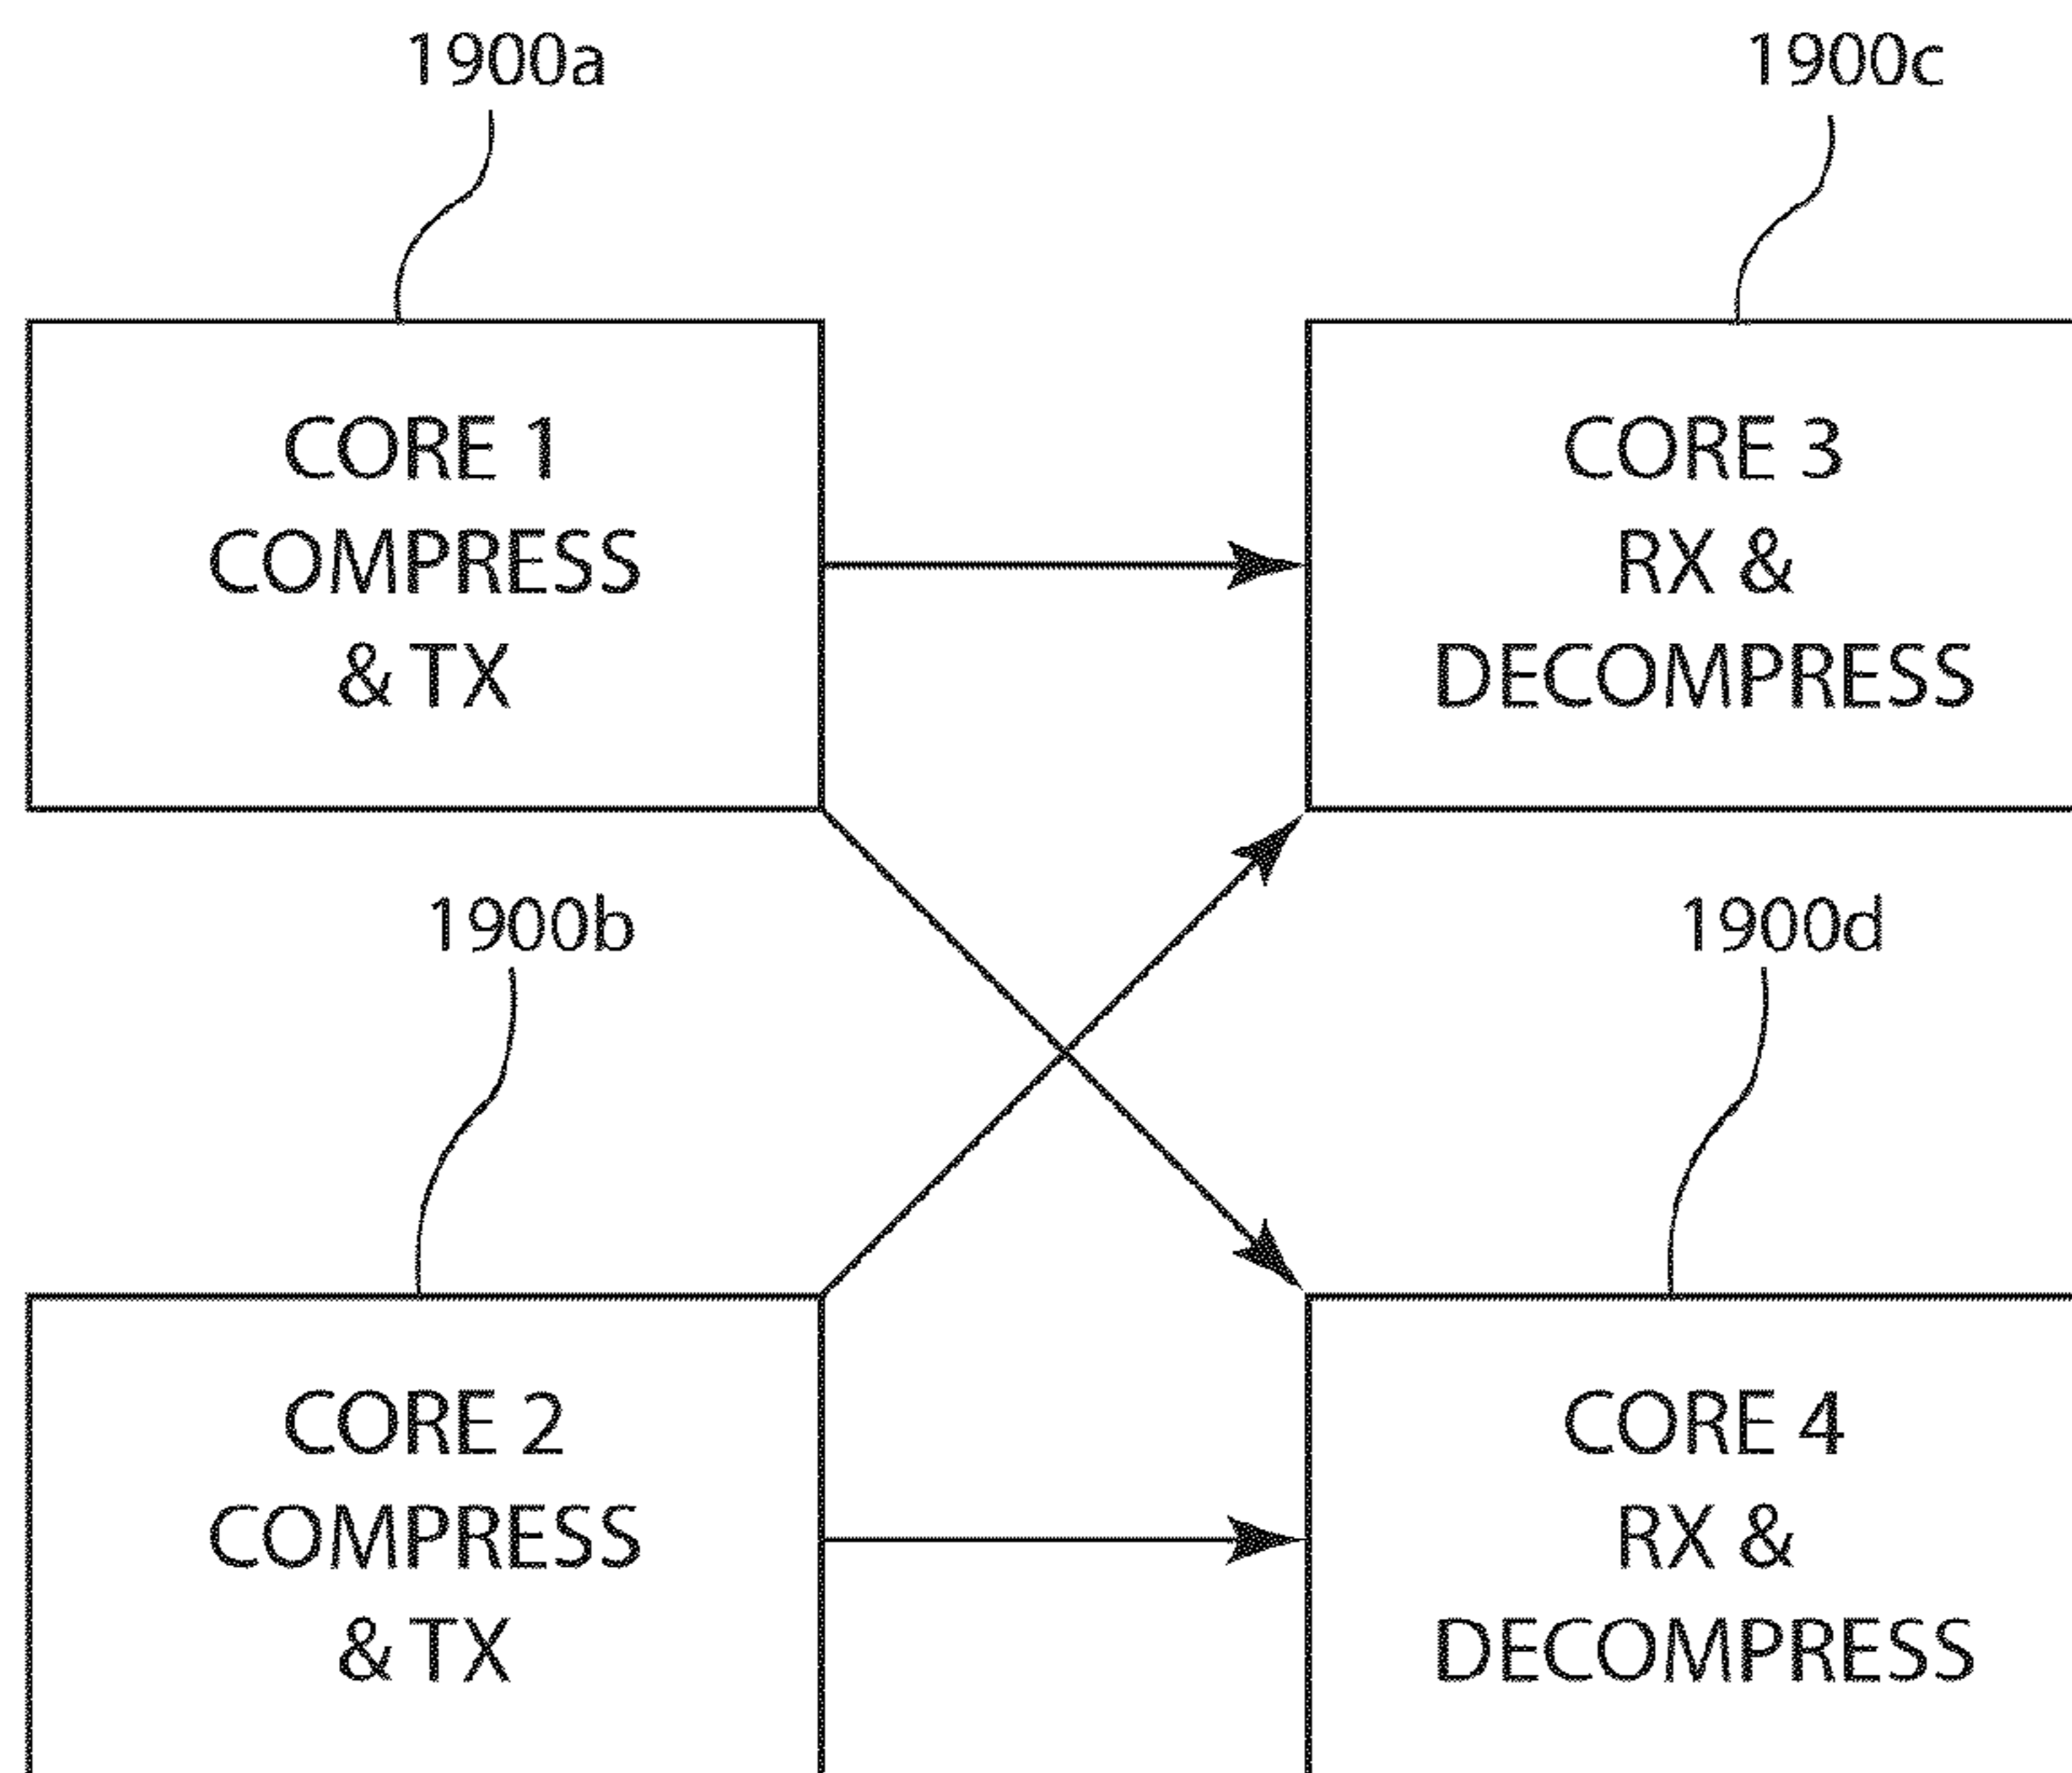 1900a
1900c
CORE 1
COMPRESS
& TX
CORE 3
RX &
DECOMPRESS
1900b
1900d
CORE 2
COMPRESS
& TX
CORE 4
RX &
DECOMPRESS